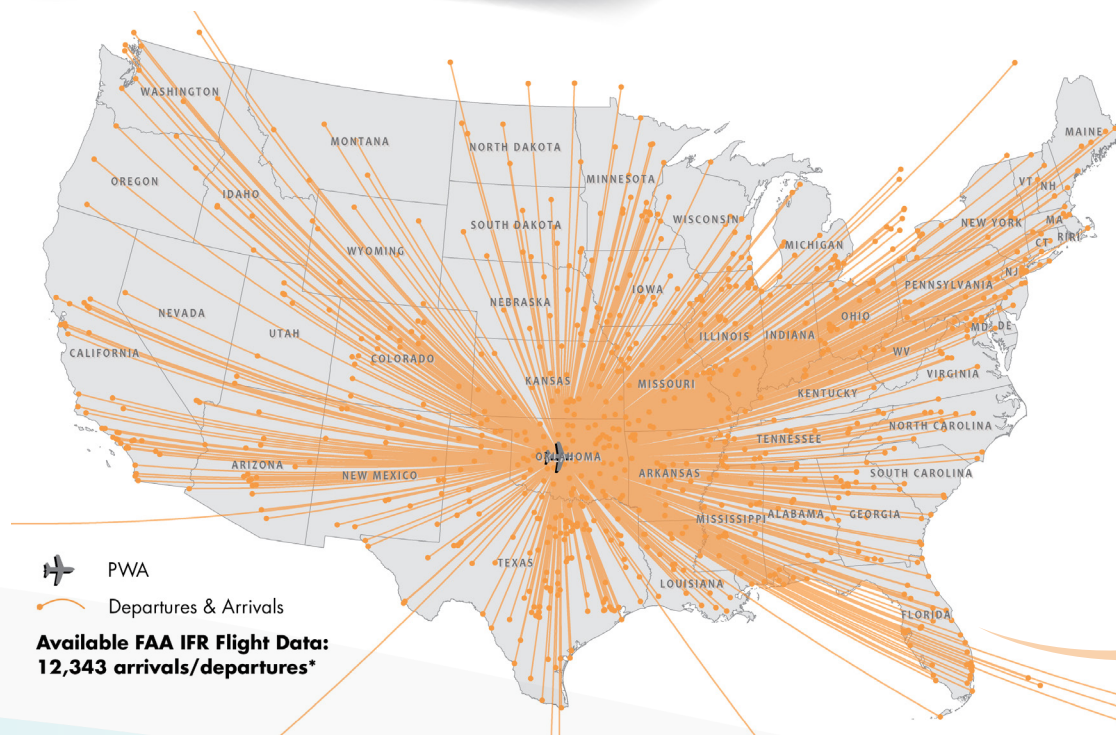 WASHINGTON
MAINE
MONTANA
NORTH DAKOTA
OREGON
IDAHO
MINNESOTA
VT
NH
SOUTH DAKOTA
WISCONSIN
NEW YORK
MA
WYOMING
MICHIGAN
CT
RI
RI
NJ
NEBRASKA
IOWA
PENNSYLVANIA
NEVADA
UTAH
ILLINOIS
INDIANA
OHIO
MD
DE
CALIFORNIA
COLORADO
WV
KANSAS
MISSOURI
KENTUCKY
VIRGINIA
TENNESSEE
NORTH CAROLINA
ARIZONA
NEW MEXICO
OKLAHOMA
ARKANSAS
SOUTH CAROLINA
MISSISSIPPI
ALABAMA
GEORGIA
TEXAS
LOUISIANA
FLORIDA
PWA
Departures & Arrivals
Available FAA IFR Flight Data:
12,343 arrivals/departures*